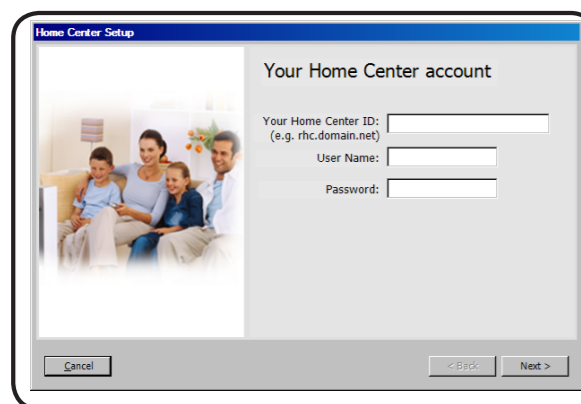 Home Center Setup
Your Home Center account
Your Home Center ID:
(e.g. rhc.domain.net)
User Name:
Password:
Cancel
< Back
Next >